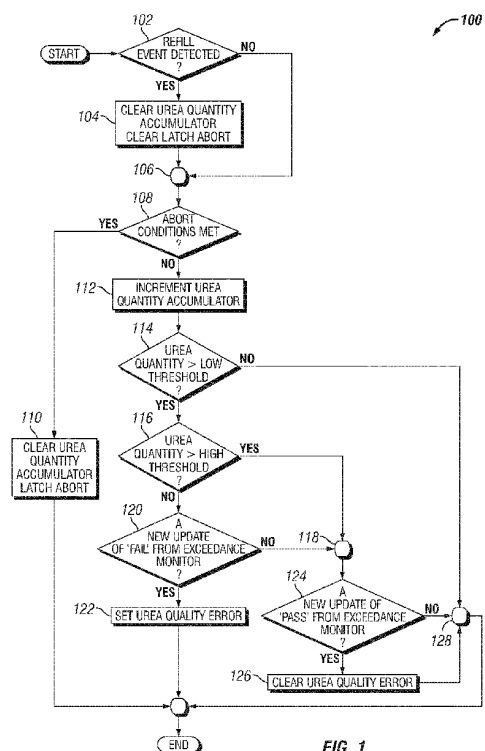 100
102
START
REFILL
EVENT DETECTED
?
NO
YES
104
CLEAR UREA QUANTITY
ACCUMULATOR
CLEAR LATCH ABORT
106
108
YES
ABORT
CONDITIONS MET
?
NO
112
INCREMENT UREA
QUANTITY ACCUMULATOR
114
UREA
QUANTITY > LOW
THRESHOLD
?
NO
YES
116
UREA
QUANTITY > HIGH
THRESHOLD
?
YES
NO
110
CLEAR UREA
QUANTITY
ACCUMULATOR
LATCH ABORT
118
120
A
NEW UPDATE
OF 'FAIL' FROM EXCEEDANCE
MONITOR
?
NO
YES
122
SET UREA QUALITY ERROR
124
A
NEW UPDATE OF
'PASS' FROM EXCEEDANCE
MONITOR
?
NO
128
YES
126
CLEAR UREA QUALITY ERROR
END
FIG. 1